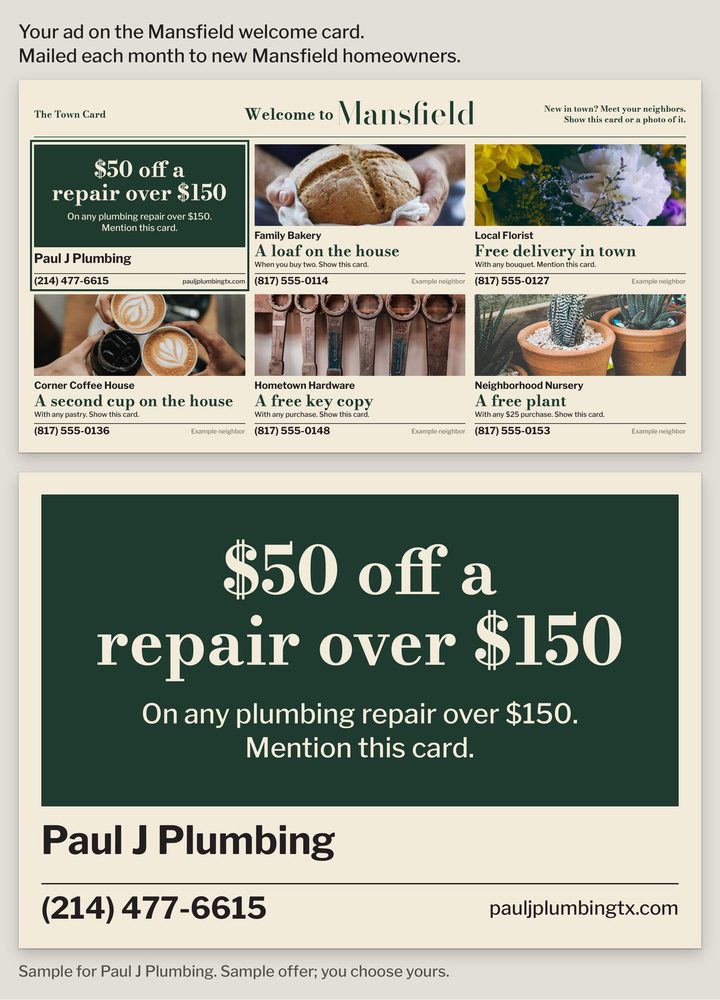 Your ad on the Mansfield welcome card.
Mailed each month to new Mansfield homeowners.
The Town Card
Welcome to Mansfield
New in town? Meet your neighbors.
Show this card or a photo of it.
$50 off a
repair over $150
On any plumbing repair over $150.
Mention this card.
Paul J Plumbing
(214) 477-6615
pauljplumbingtx.com
Family Bakery
A loaf on the house
When you buy two. Show this card.
(817) 555-0114
Example neighbor
Local Florist
Free delivery in town
With any bouquet. Mention this card.
(817) 555-0127
Corner Coffee House
A second cup on the house
With any pastry. Show this card.
(817) 555-0136
Example neighbor
Hometown Hardware
A free key copy
With any purchase. Show this card.
(817) 555-0148
Example neighbor
Neighborhood Nursery
A free plant
With any $25 purchase. Show this card.
(817) 555-0153
Example neighbor
$50 off a
repair over $150
On any plumbing repair over $150.
Mention this card.
Paul J Plumbing
(214) 477-6615
pauljplumbingtx.com
Sample for Paul J Plumbing. Sample offer; you choose yours.